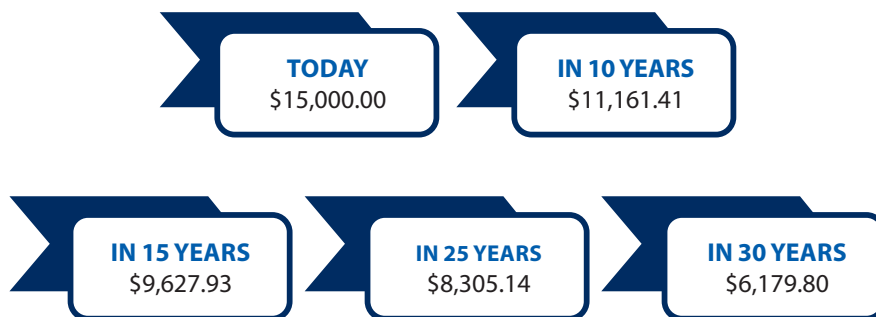 TODAY
$15,000.00
IN 10 YEARS
$11,161.41
IN 15 YEARS
$9,627.93
IN 25 YEARS
$8,305.14
IN 30 YEARS
$6,179.80